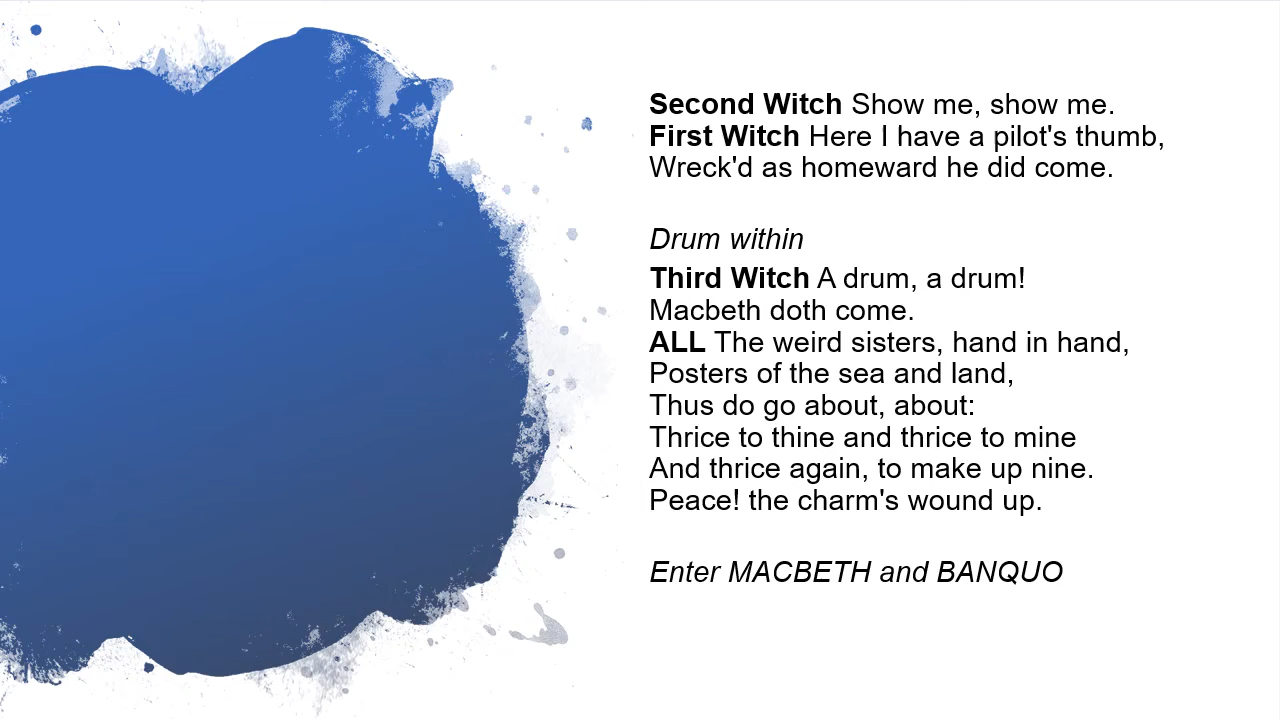 Second Witch Show me, show me.
First Witch Here I have a pilot's thumb,
Wreck'd as homeward he did come.
Drum within
Third Witch A drum, a drum!
Macbeth doth come.
ALL The weird sisters, hand in hand,
Posters of the sea and land,
Thus do go about, about:
Thrice to thine and thrice to mine
And thrice again, to make up nine.
Peace! the charm's wound up.
Enter MACBETH and BANQUO